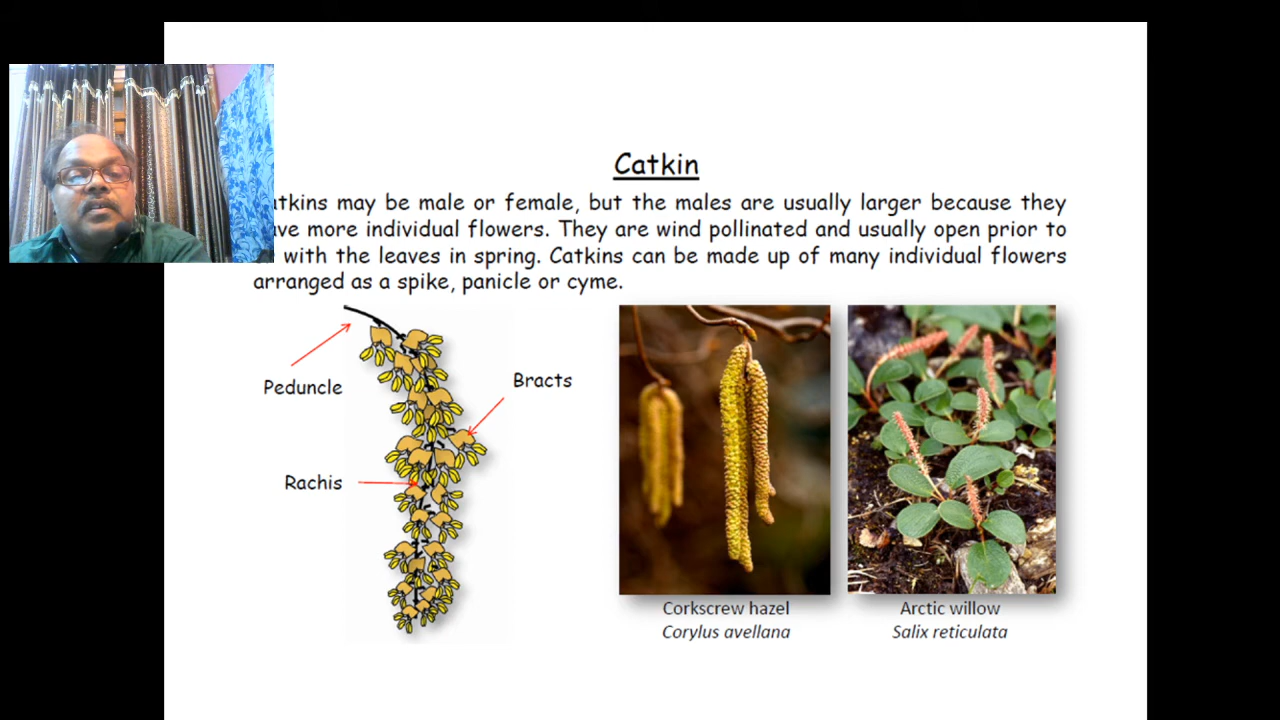 Catkin
atkins may be male or female, but the males are usually larger because they
ave more individual flowers. They are wind pollinated and usually open prior to
with the leaves in spring. Catkins can be made up of many individual flowers
arranged as a spike, panicle or cyme.
Peduncle
Bracts
Rachis
Corkscrew hazel
Corylus avellana
Arctic willow
Salix reticulata